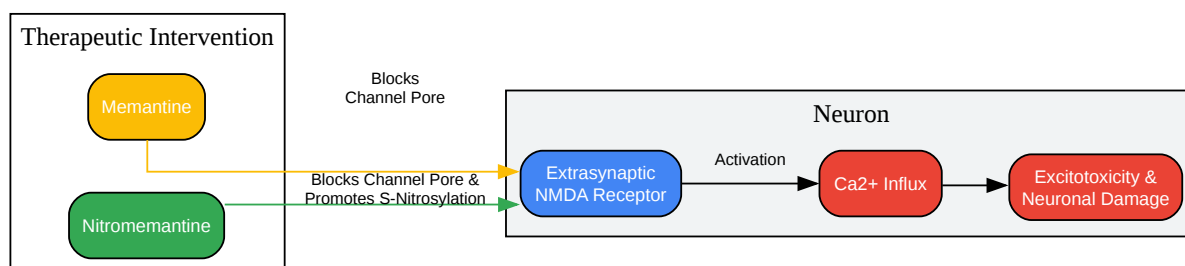 Therapeutic Intervention
Memantine
Nitromemantine
Blocks
Channel Pore
Blocks Channel Pore &
Promotes S-Nitrosylation
Neuron
Extrasynaptic
NMDA Receptor
Activation
Ca2+ Influx
Excitotoxicity &
Neuronal Damage